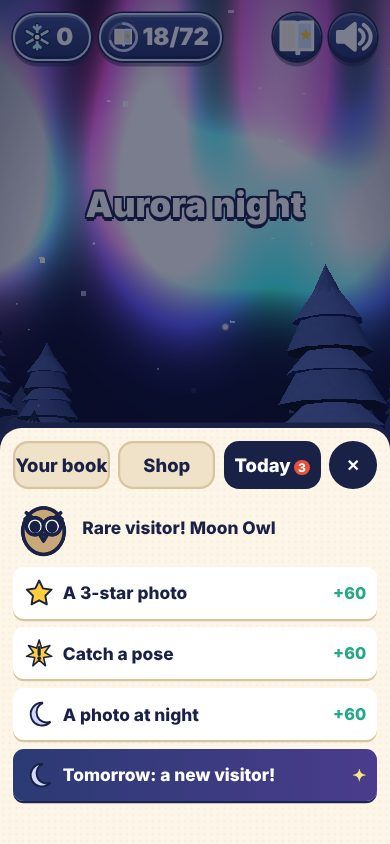 0
18/72
Aurora night
Your book
Shop
Today 3
×
Rare visitor! Moon Owl
A 3-star photo
+60
Catch a pose
+60
A photo at night
+60
Tomorrow: a new visitor!